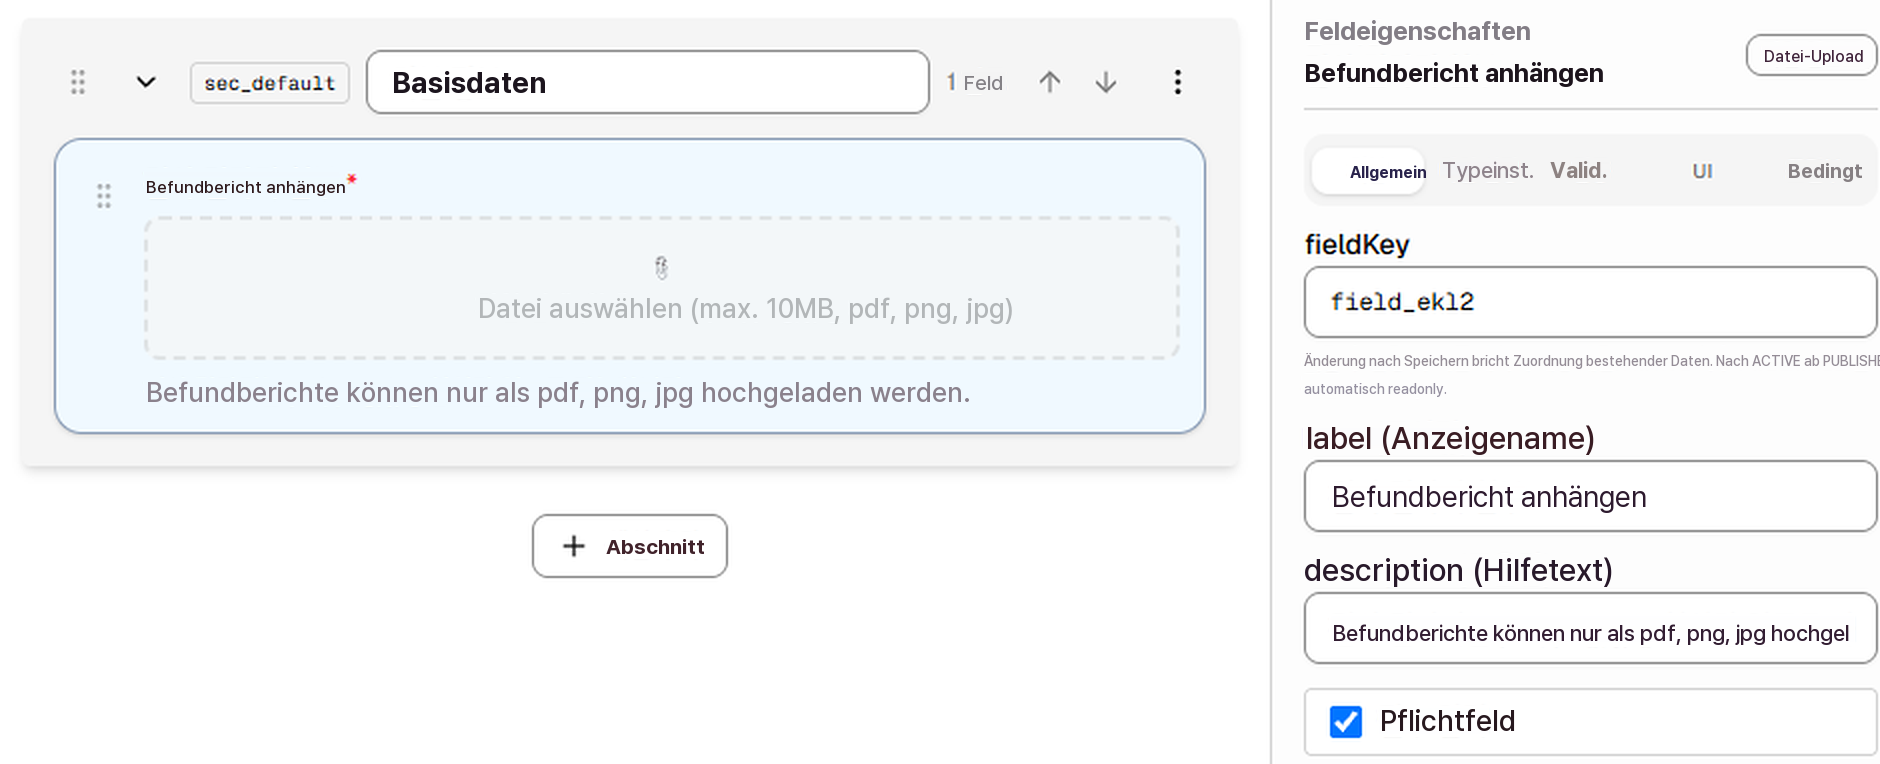 sec_default
Basisdaten
1 Feld
Befundbericht anhängen*
Datei auswählen (max. 10MB, pdf, png, jpg)
Befundberichte können nur als pdf, png, jpg hochgeladen werden.
+ Abschnitt
Feldeigenschaften
Befundbericht anhängen
Datei-Upload
Allgemein Typeinst. Valid. UI Bedingt
fieldKey
field_ekl2
Änderung nach Speichern bricht Zuordnung bestehender Daten. Nach ACTIVE ab PUBLISHE
automatisch readonly.
label (Anzeigename)
Befundbericht anhängen
description (Hilfetext)
Befundberichte können nur als pdf, png, jpg hochgel
Pflichtfeld